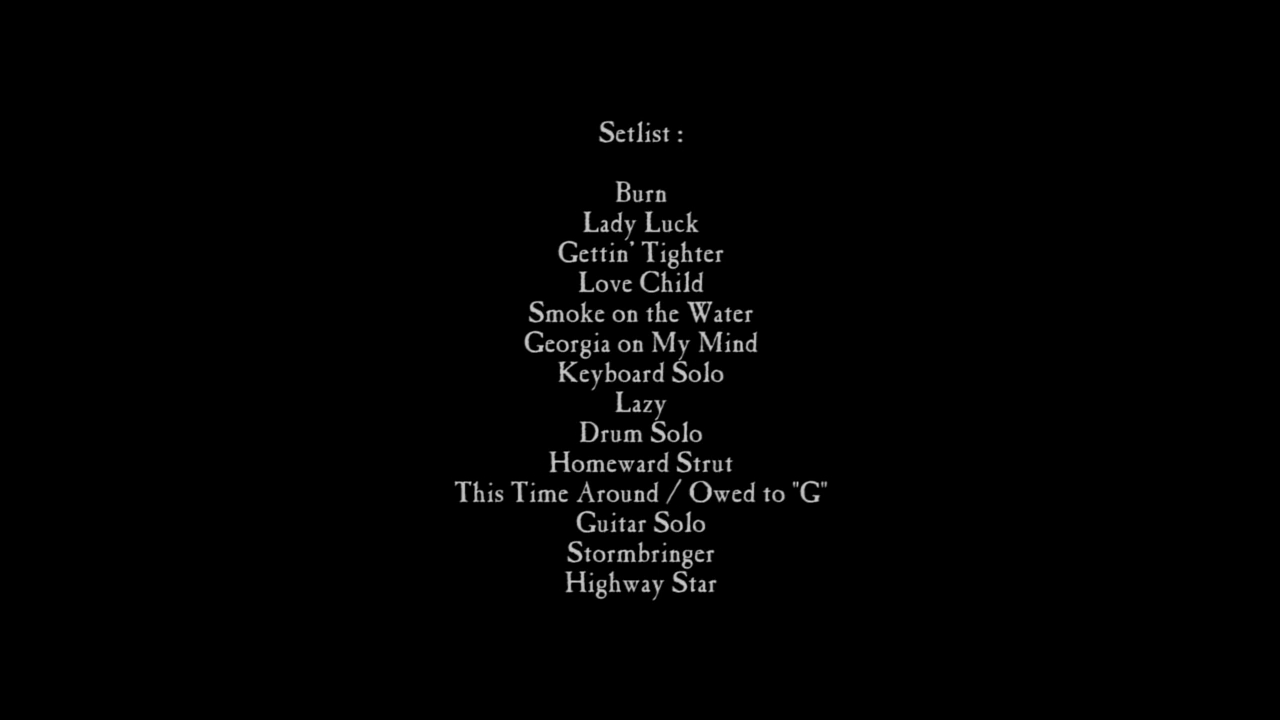 Setlist :
Burn
Lady Luck
Gettin' Tighter
Love Child
Smoke on the Water
Georgia on My Mind
Keyboard Solo
Lazy
Drum Solo
Homeward Strut
This Time Around / Owed to "G"
Guitar Solo
Stormbringer
Highway Star